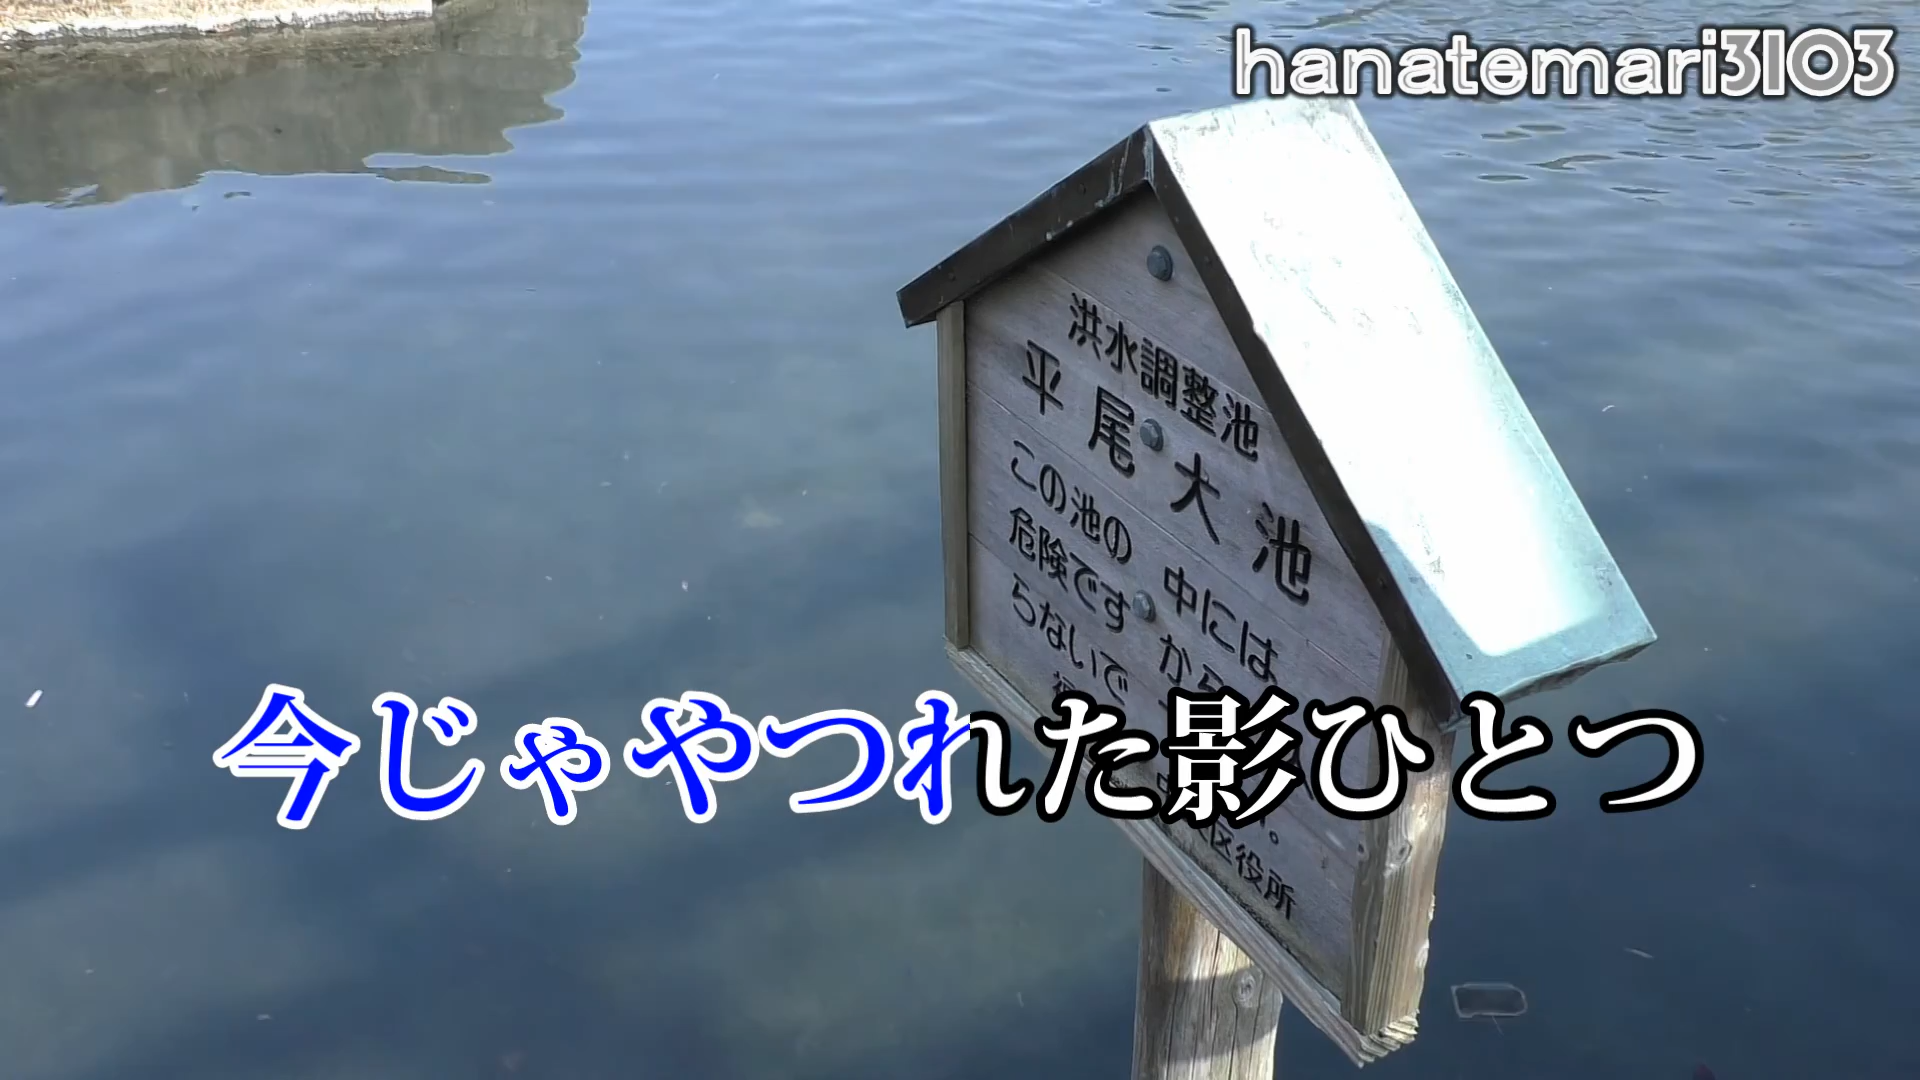 hanatemari3103
洪水調整池
平尾大池
この池の中には
危険ですから
らないで
区役所
今じゃやつれた影ひとつ